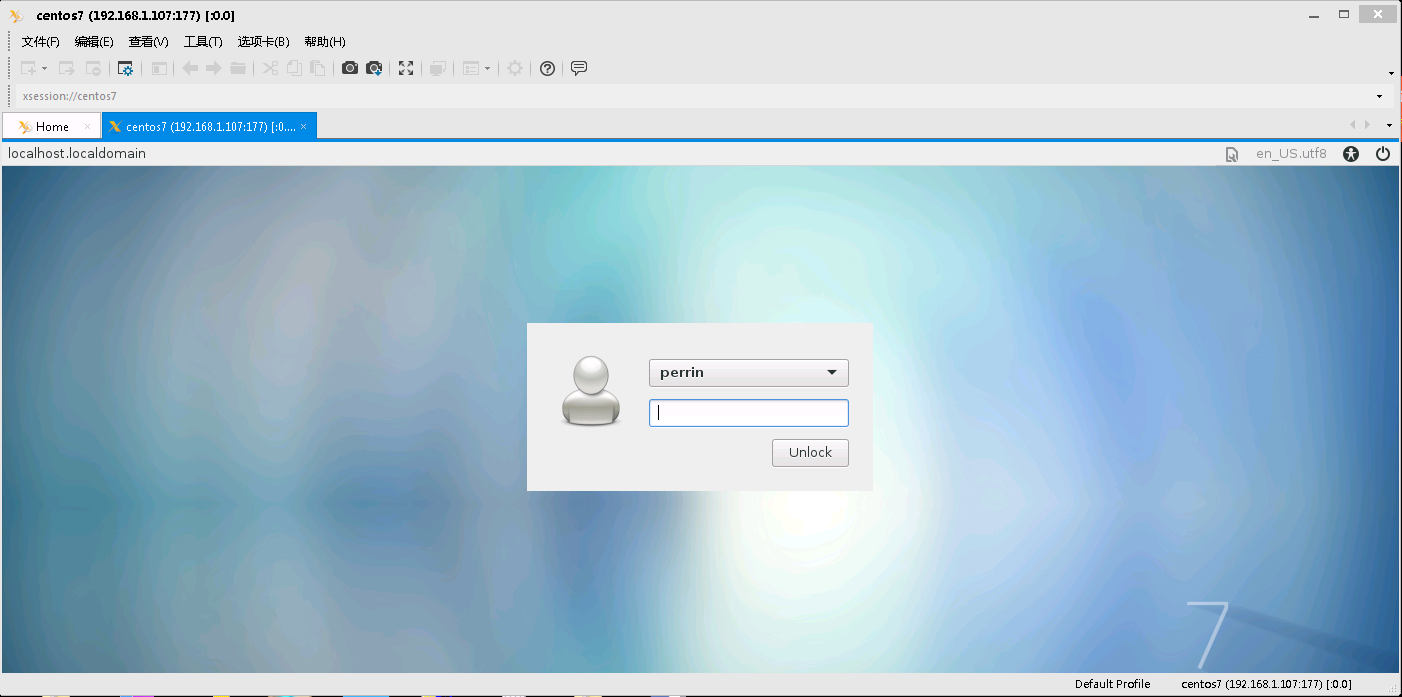 centos7 (192.168.1.107:177) [:0.0]
文件(F) 编辑(E) 查看(V) 工具(T) 选项卡(B) 帮助(H)
xsession://centos7
Home centos7 (192.168.1.107:177) [:0....
localhost.localdomain en_US.utf8
perrin
Unlock
7
Default Profile centos7 (192.168.1.107:177) [:0.0]